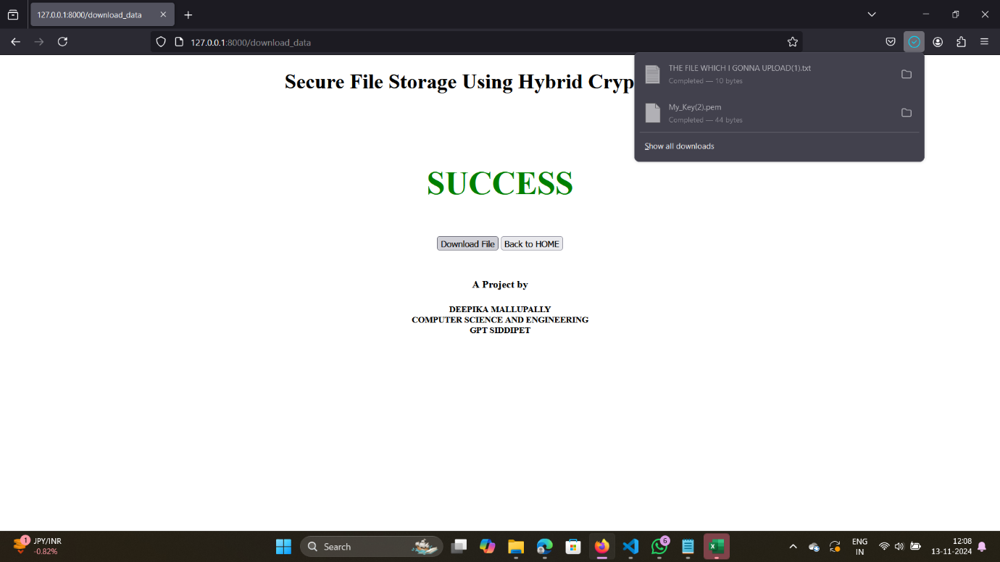 127.0.0.1:8000/download_data
127.0.0.1:8000/download_data
THE FILE WHICH I GONNA UPLOAD(1).txt
Completed — 10 bytes
My_Key(2).pem
Completed — 44 bytes
Show all downloads
Secure File Storage Using Hybrid Cryp
SUCCESS
Download File Back to HOME
A Project by
DEEPIKA MALLUPALLY
COMPUTER SCIENCE AND ENGINEERING
GPT SIDDIPET
1
JPY/INR
-0.82%
Search
6
ENG
IN
12:08
13-11-2024